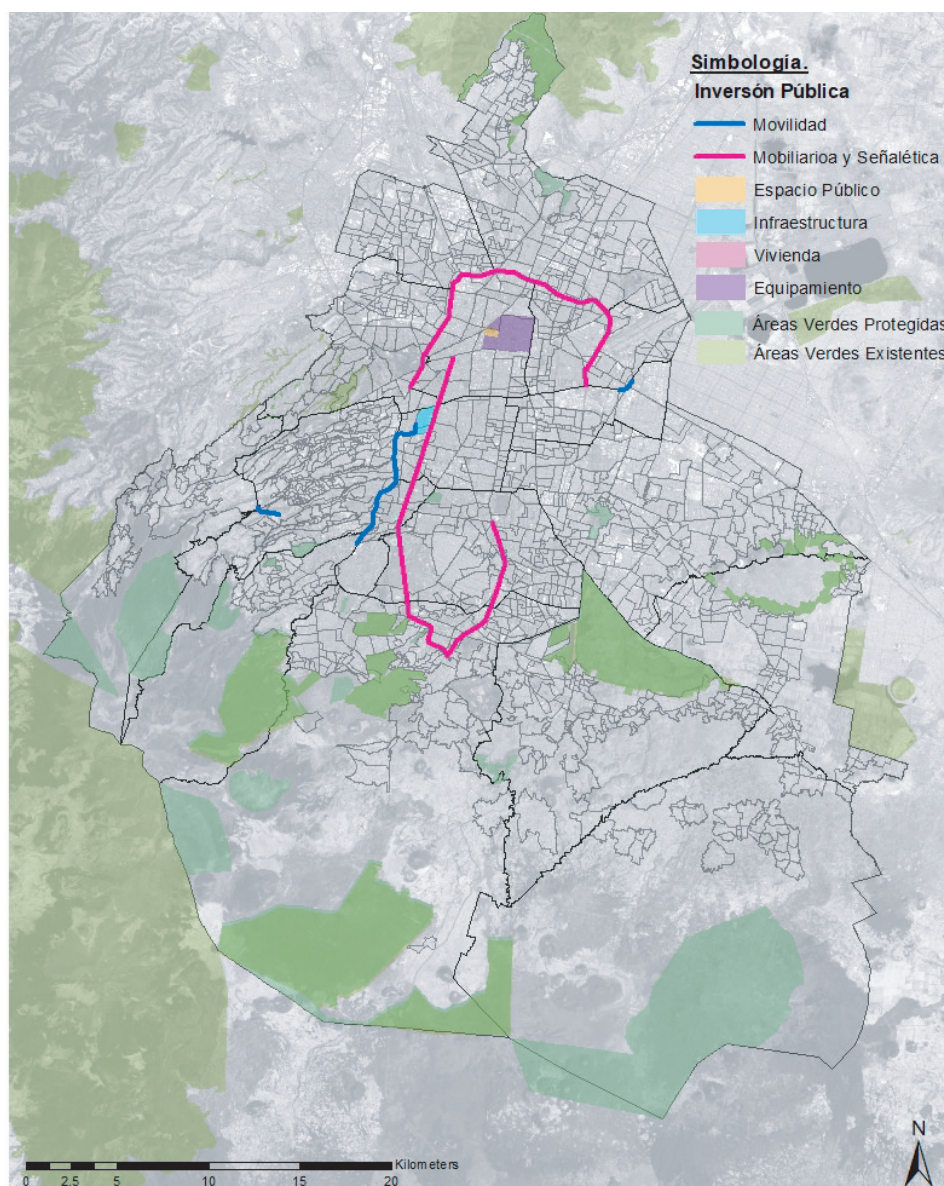 Simbología.
Inversón Pública
Movilidad
Mobiliarioa y Señalética
Espacio Público
Infraestructura
Vivienda
Equipamiento
Áreas Verdes Protegidas
Áreas Verdes Existentes
N
Kilometers
0 2.5 5 10 15 20